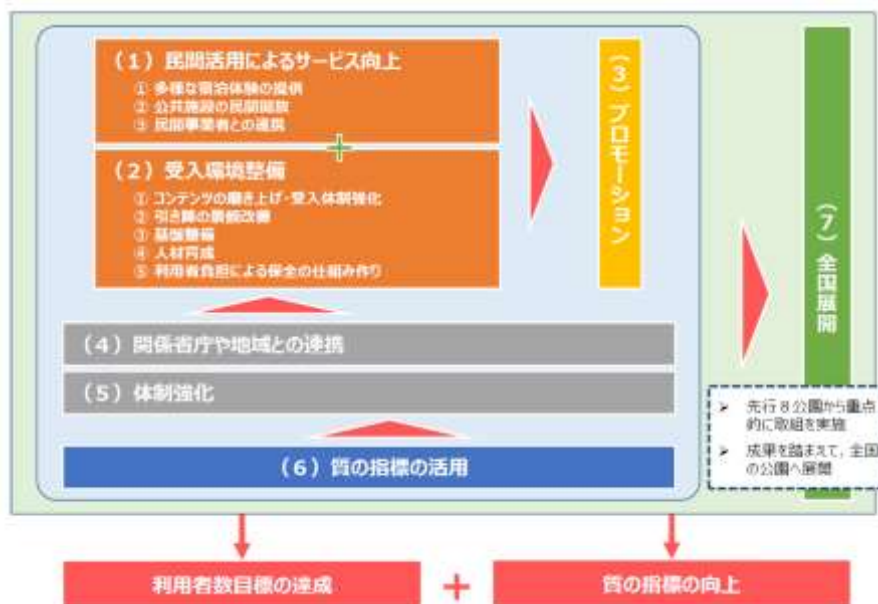 (1)民間活用によるサービス向上
① 多様な宿泊体験の提供
② 公共施設の民間開放
③ 民間事業者との連携
+
(2)受入環境整備
① コンテンツの磨き上げ・受入体制強化
② 引き算の景観改善
③ 基盤整備
④ 人材育成
⑤ 利用者負担による保全の仕組み作り
(3)プロモーション
(4)関係省庁や地域との連携
(5)体制強化
(6)質の指標の活用
(7)全国展開
➢ 先行8公園から重点
的に取組を実施
➢ 成果を踏まえて,全国
の公園へ展開
利用者数目標の達成
+
質の指標の向上